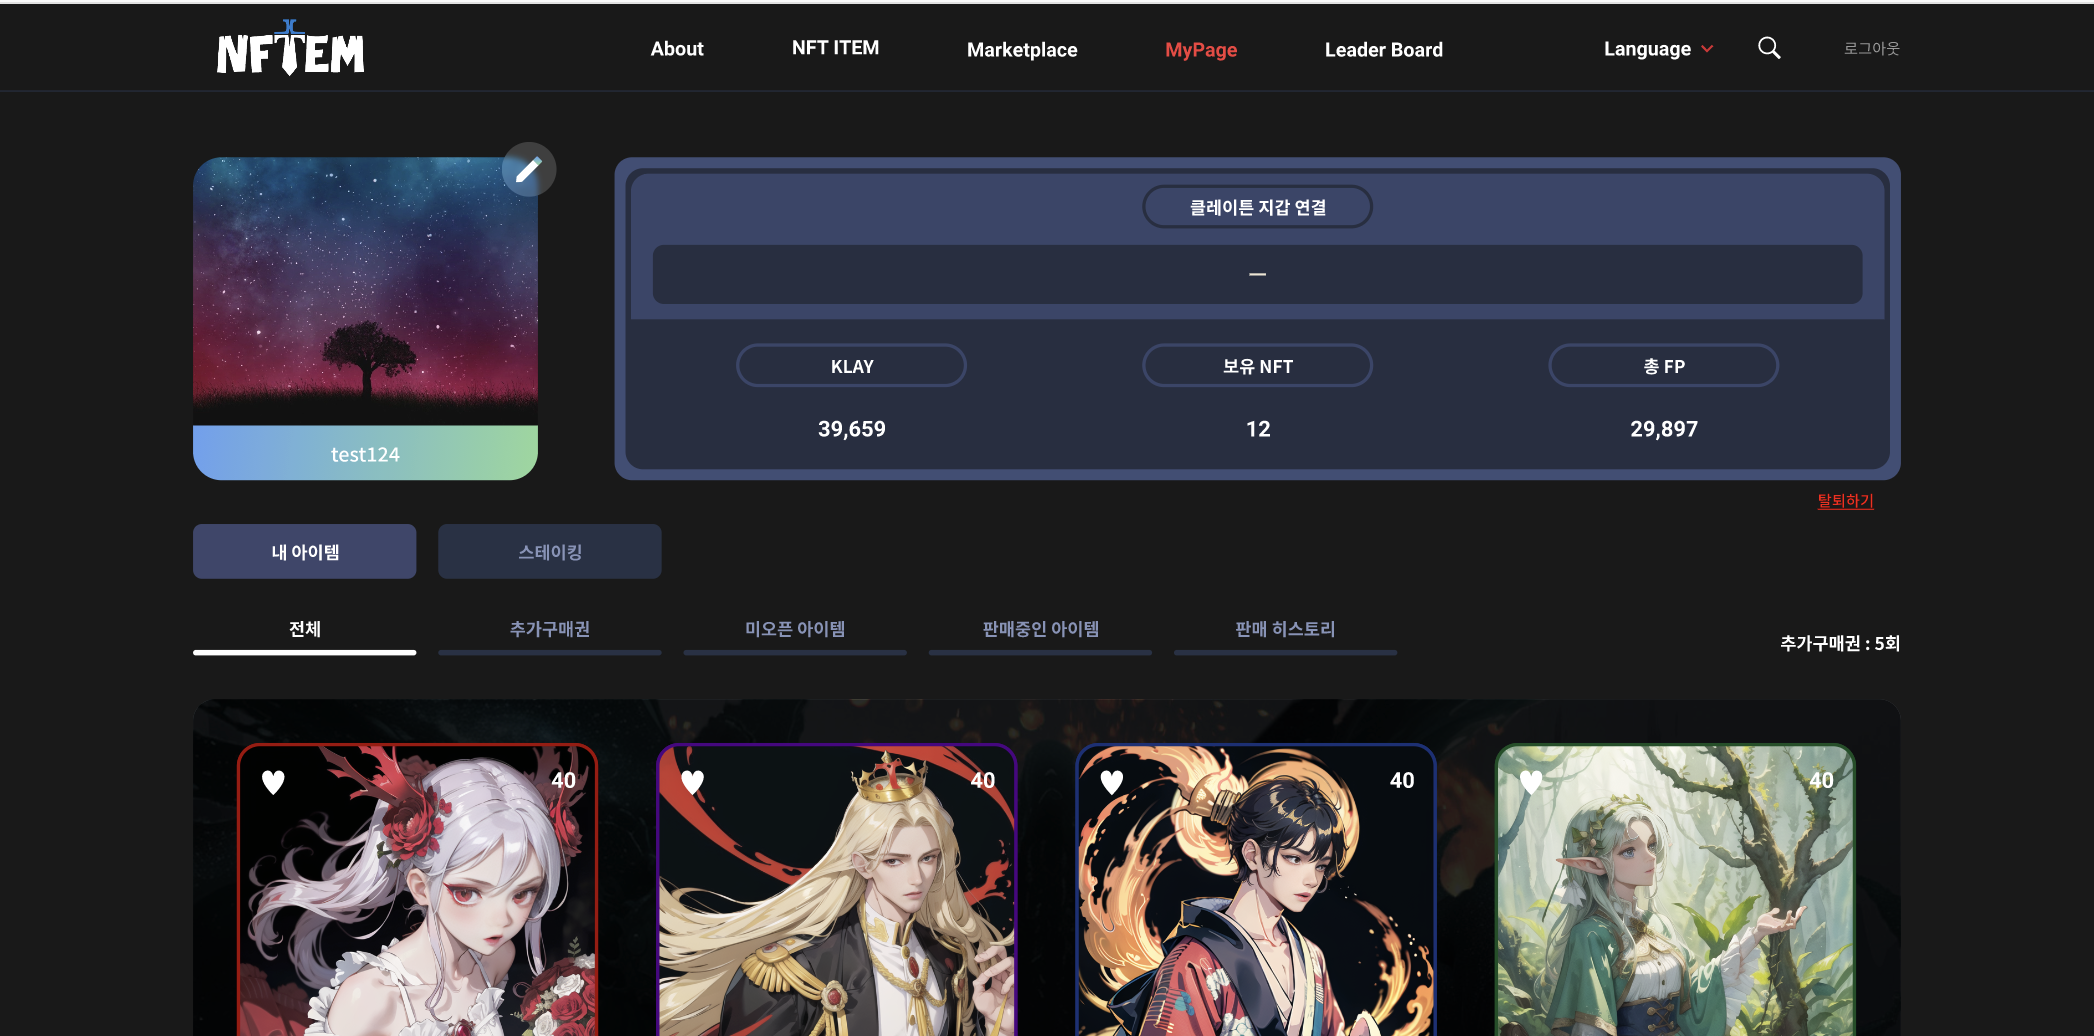 NFTEM
About
NFT ITEM
Marketplace
MyPage
Leader Board
Language
로그아웃
클레이튼 지갑 연결
—
KLAY
보유 NFT
총 FP
39,659
12
29,897
test124
탈퇴하기
내 아이템
스테이킹
전체
추가구매권
미오픈 아이템
판매중인 아이템
판매 히스토리
추가구매권 : 5회
40
40
40
40